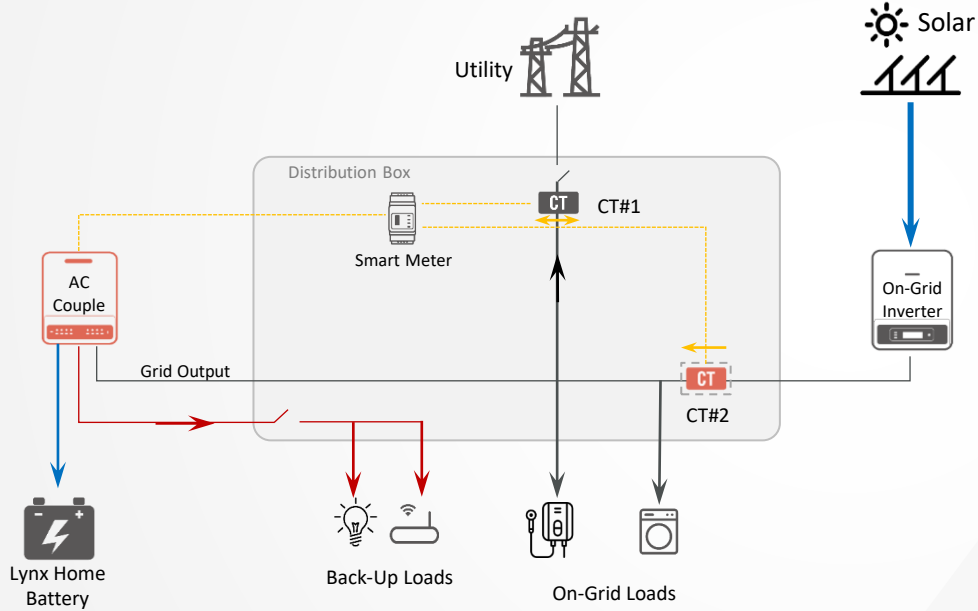 Solar
Utility
Distribution Box
CT
CT#1
Smart Meter
AC
Couple
On-Grid
Inverter
Grid Output
CT
CT#2
Lynx Home
Battery
Back-Up Loads
On-Grid Loads